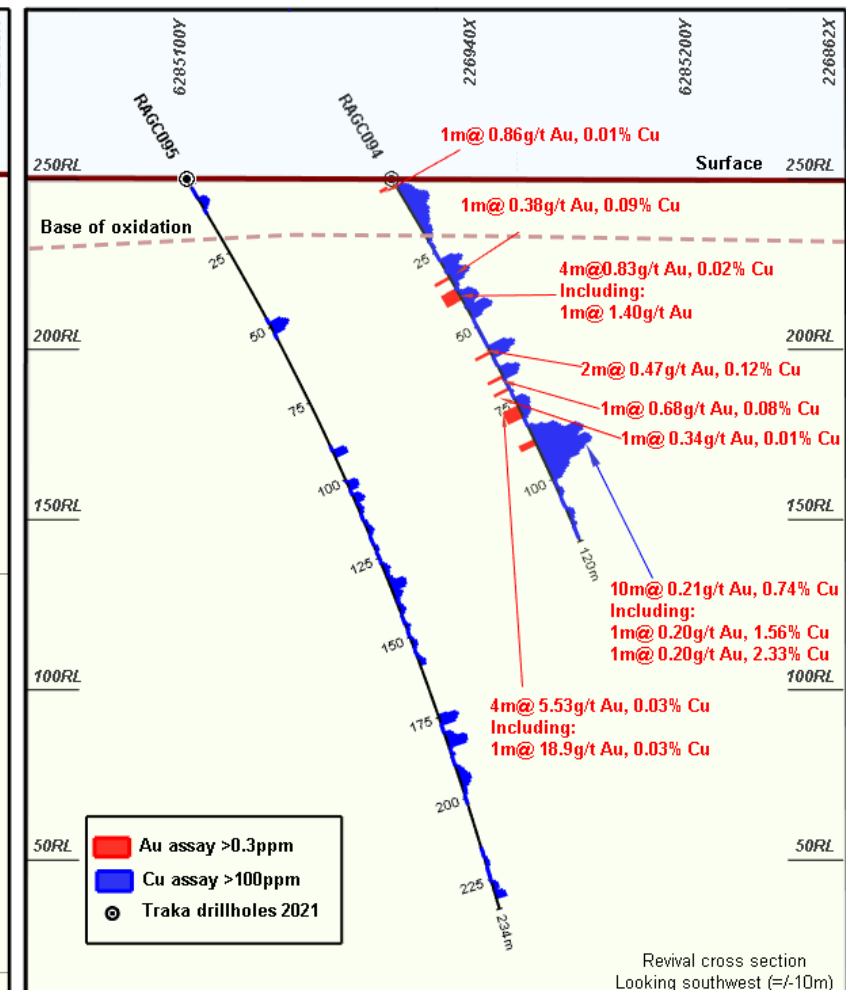 6285100Y
226940X
6285200Y
226862X
RAGC095
RAGC094
1m@ 0.86g/t Au, 0.01% Cu
250RL
Surface
250RL
1m@ 0.38g/t Au, 0.09% Cu
Base of oxidation
25
25
4m@0.83g/t Au, 0.02% Cu
Including:
1m@ 1.40g/t Au
50
50
200RL
200RL
2m@ 0.47g/t Au, 0.12% Cu
75
75
1m@ 0.68g/t Au, 0.08% Cu
1m@ 0.34g/t Au, 0.01% Cu
100
100
150RL
150RL
120m
125
10m@ 0.21g/t Au, 0.74% Cu
Including:
1m@ 0.20g/t Au, 1.56% Cu
1m@ 0.20g/t Au, 2.33% Cu
150
100RL
100RL
4m@ 5.53g/t Au, 0.03% Cu
Including:
1m@ 18.9g/t Au, 0.03% Cu
175
200
50RL
50RL
225
234m
Au assay >0.3ppm
Cu assay >100ppm
Traka drillholes 2021
Revival cross section
Looking southwest (=/-10m)